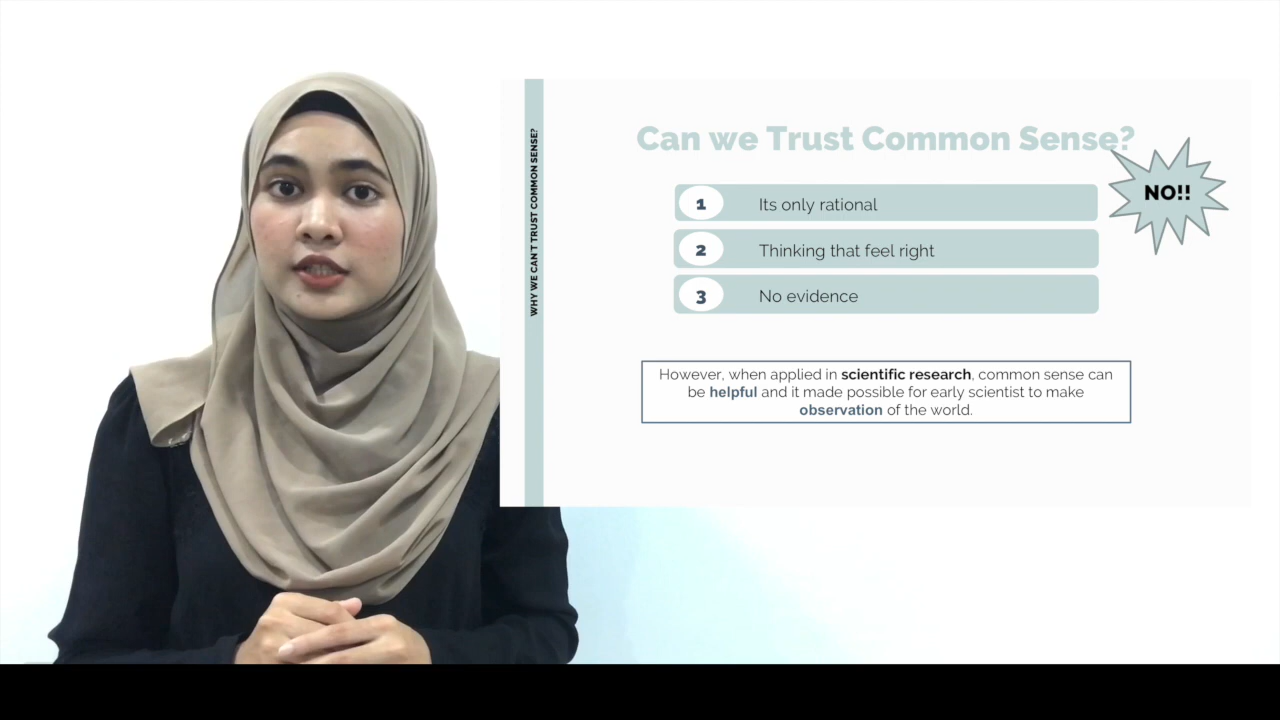 WHY WE CAN'T TRUST COMMON SENSE?
Can we Trust Common Sense?
NO!!
1 Its only rational
2 Thinking that feel right
3 No evidence
However, when applied in scientific research, common sense can
be helpful and it made possible for early scientist to make
observation of the world.